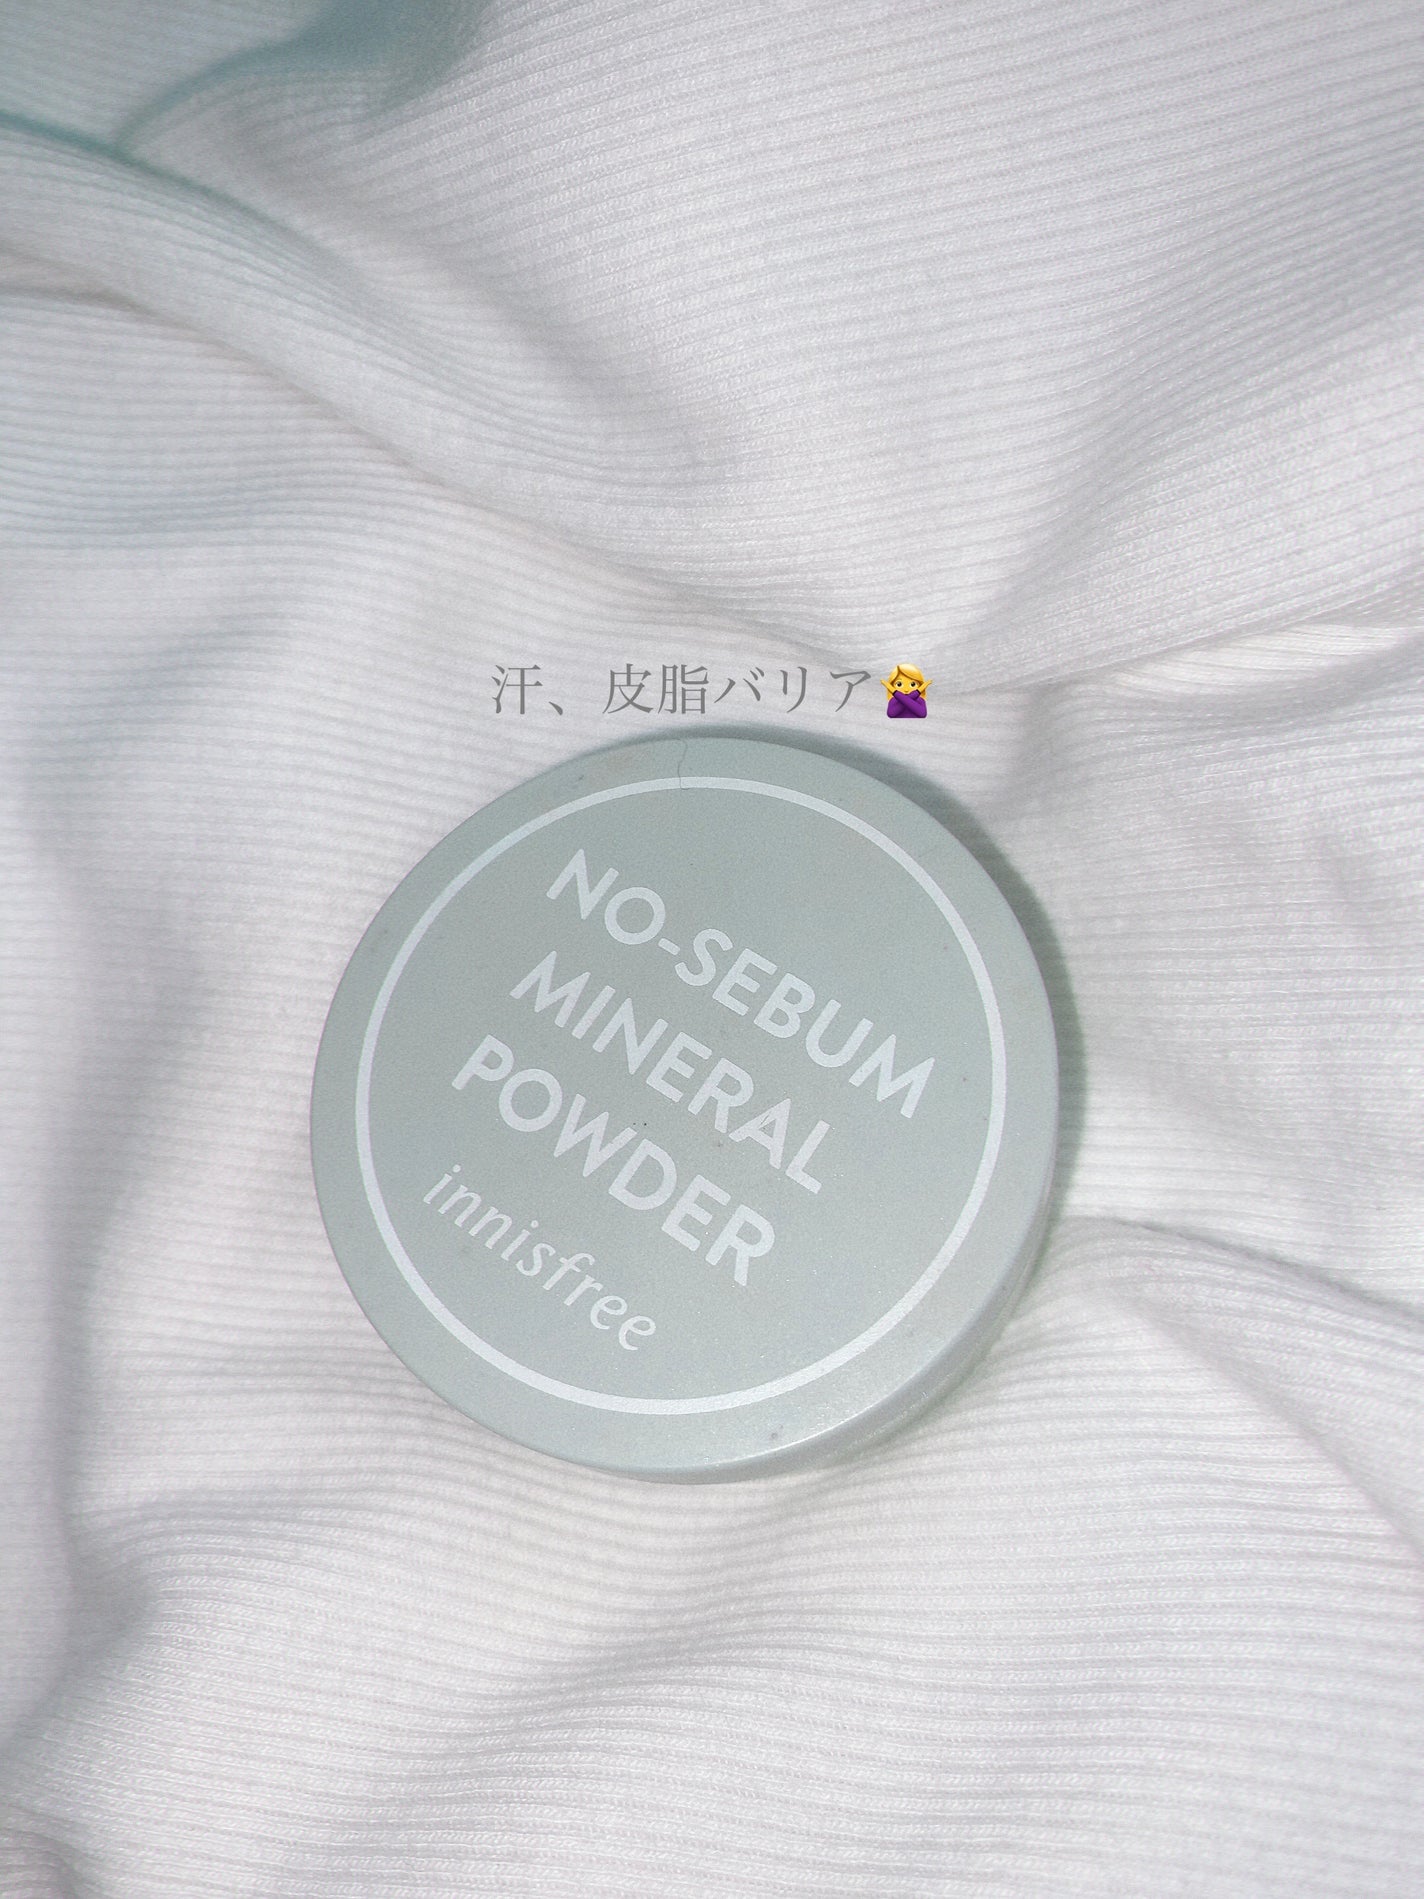 汗、皮脂バリア🙅‍♀️
NO-SEBUM
MINERAL
POWDER
innisfree